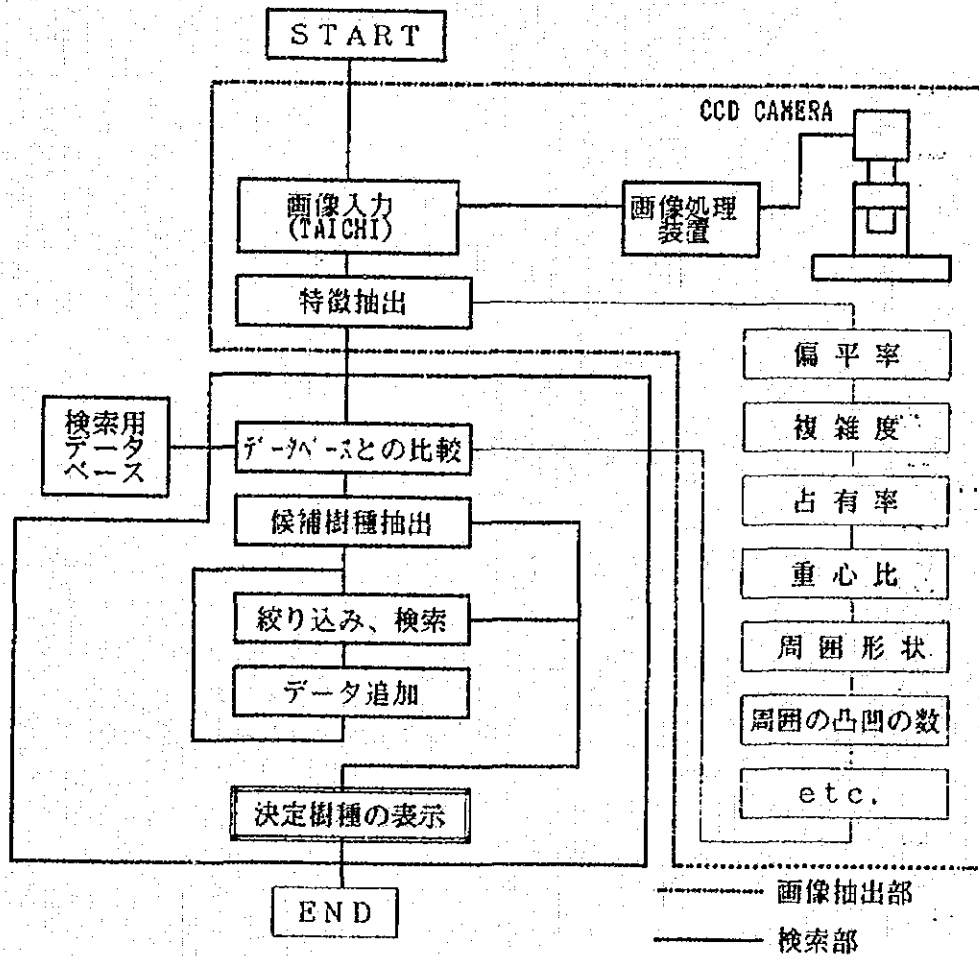 START
CCD CAMERA
画像入力
(TAICHI)
画像処理
装置
特徴抽出
偏平率
検索用
データ
ベース
データベースとの比較
複雑度
候補樹種抽出
占有率
重心比
絞り込み、検索
周囲形状
データ追加
周囲の凸凹の数
決定樹種の表示
etc.
END
画像抽出部
検索部